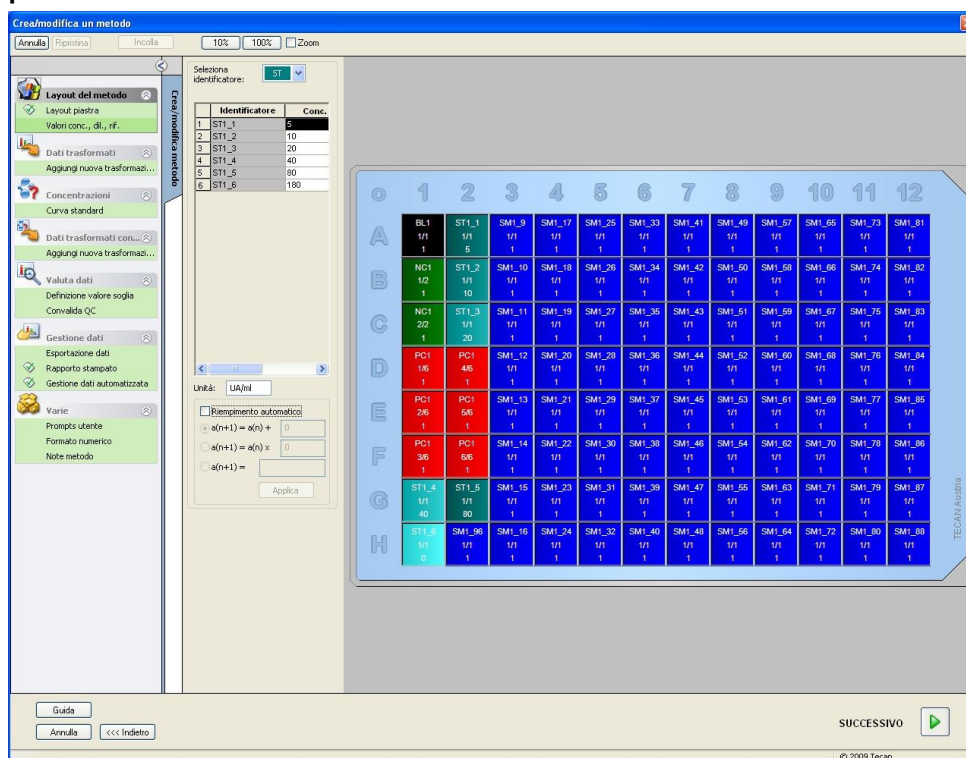 Crea/modifica un metodo
Annulla Ripristina Incolla 10% 100% Zoom
Layout del metodo
Layout piastra
Valori conc., dil., rif.
Dati trasformati
Aggiungi nuova trasformazi...
Concentrazioni
Curva standard
Dati trasformati con...
Aggiungi nuova trasformazi...
Valuta dati
Definizione valore soglia
Convalida QC
Gestione dati
Esportazione dati
Rapporto stampato
Gestione dati automatizzata
Varie
Prompts utente
Formato numerico
Note metodo
Crea/modifica metodo
Seleziona
identificatore: ST
Identificatore Conc.
1 ST1_1 5
2 ST1_2 10
3 ST1_3 20
4 ST1_4 40
5 ST1_5 80
6 ST1_6 180
Unità: UA/ml
Riempimento automatico
a(n+1) = a(n) + 0
a(n+1) = a(n) x 0
a(n+1) =
Applica
1 2 3 4 5 6 7 8 9 10 11 12
A
BL1 ST1_1 SM1_9 SM1_17 SM1_25 SM1_33 SM1_41 SM1_49 SM1_57 SM1_65 SM1_73 SM1_81
1/1 1/1 1/1 1/1 1/1 1/1 1/1 1/1 1/1 1/1 1/1 1/1
1 5 1 1 1 1 1 1 1 1 1 1
B
NC1 ST1_2 SM1_10 SM1_18 SM1_26 SM1_34 SM1_42 SM1_50 SM1_58 SM1_66 SM1_74 SM1_82
1/2 1/1 1/1 1/1 1/1 1/1 1/1 1/1 1/1 1/1 1/1 1/1
1 10 1 1 1 1 1 1 1 1 1 1
C
NC1 ST1_3 SM1_11 SM1_19 SM1_27 SM1_35 SM1_43 SM1_51 SM1_59 SM1_67 SM1_75 SM1_83
2/2 1/1 1/1 1/1 1/1 1/1 1/1 1/1 1/1 1/1 1/1 1/1
1 20 1 1 1 1 1 1 1 1 1 1
D
PC1 PC1 SM1_12 SM1_20 SM1_28 SM1_36 SM1_44 SM1_52 SM1_60 SM1_68 SM1_76 SM1_84
1/6 4/6 1/1 1/1 1/1 1/1 1/1 1/1 1/1 1/1 1/1 1/1
1 1 1 1 1 1 1 1 1 1 1 1
E
PC1 PC1 SM1_13 SM1_21 SM1_29 SM1_37 SM1_45 SM1_53 SM1_61 SM1_69 SM1_77 SM1_85
2/6 5/6 1/1 1/1 1/1 1/1 1/1 1/1 1/1 1/1 1/1 1/1
1 1 1 1 1 1 1 1 1 1 1 1
F
PC1 PC1 SM1_14 SM1_22 SM1_30 SM1_38 SM1_46 SM1_54 SM1_62 SM1_70 SM1_78 SM1_86
3/6 6/6 1/1 1/1 1/1 1/1 1/1 1/1 1/1 1/1 1/1 1/1
1 1 1 1 1 1 1 1 1 1 1 1
G
ST1_4 ST1_5 SM1_15 SM1_23 SM1_31 SM1_39 SM1_47 SM1_55 SM1_63 SM1_71 SM1_79 SM1_87
1/1 1/1 1/1 1/1 1/1 1/1 1/1 1/1 1/1 1/1 1/1 1/1
40 80 1 1 1 1 1 1 1 1 1 1
H
ST1_6 SM1_96 SM1_16 SM1_24 SM1_32 SM1_40 SM1_48 SM1_56 SM1_64 SM1_72 SM1_80 SM1_88
1/1 1/1 1/1 1/1 1/1 1/1 1/1 1/1 1/1 1/1 1/1 1/1
0 1 1 1 1 1 1 1 1 1 1 1
TECAN Austria
Guida
Annulla <<< Indietro
SUCCESSIVO
© 2009 Tecan